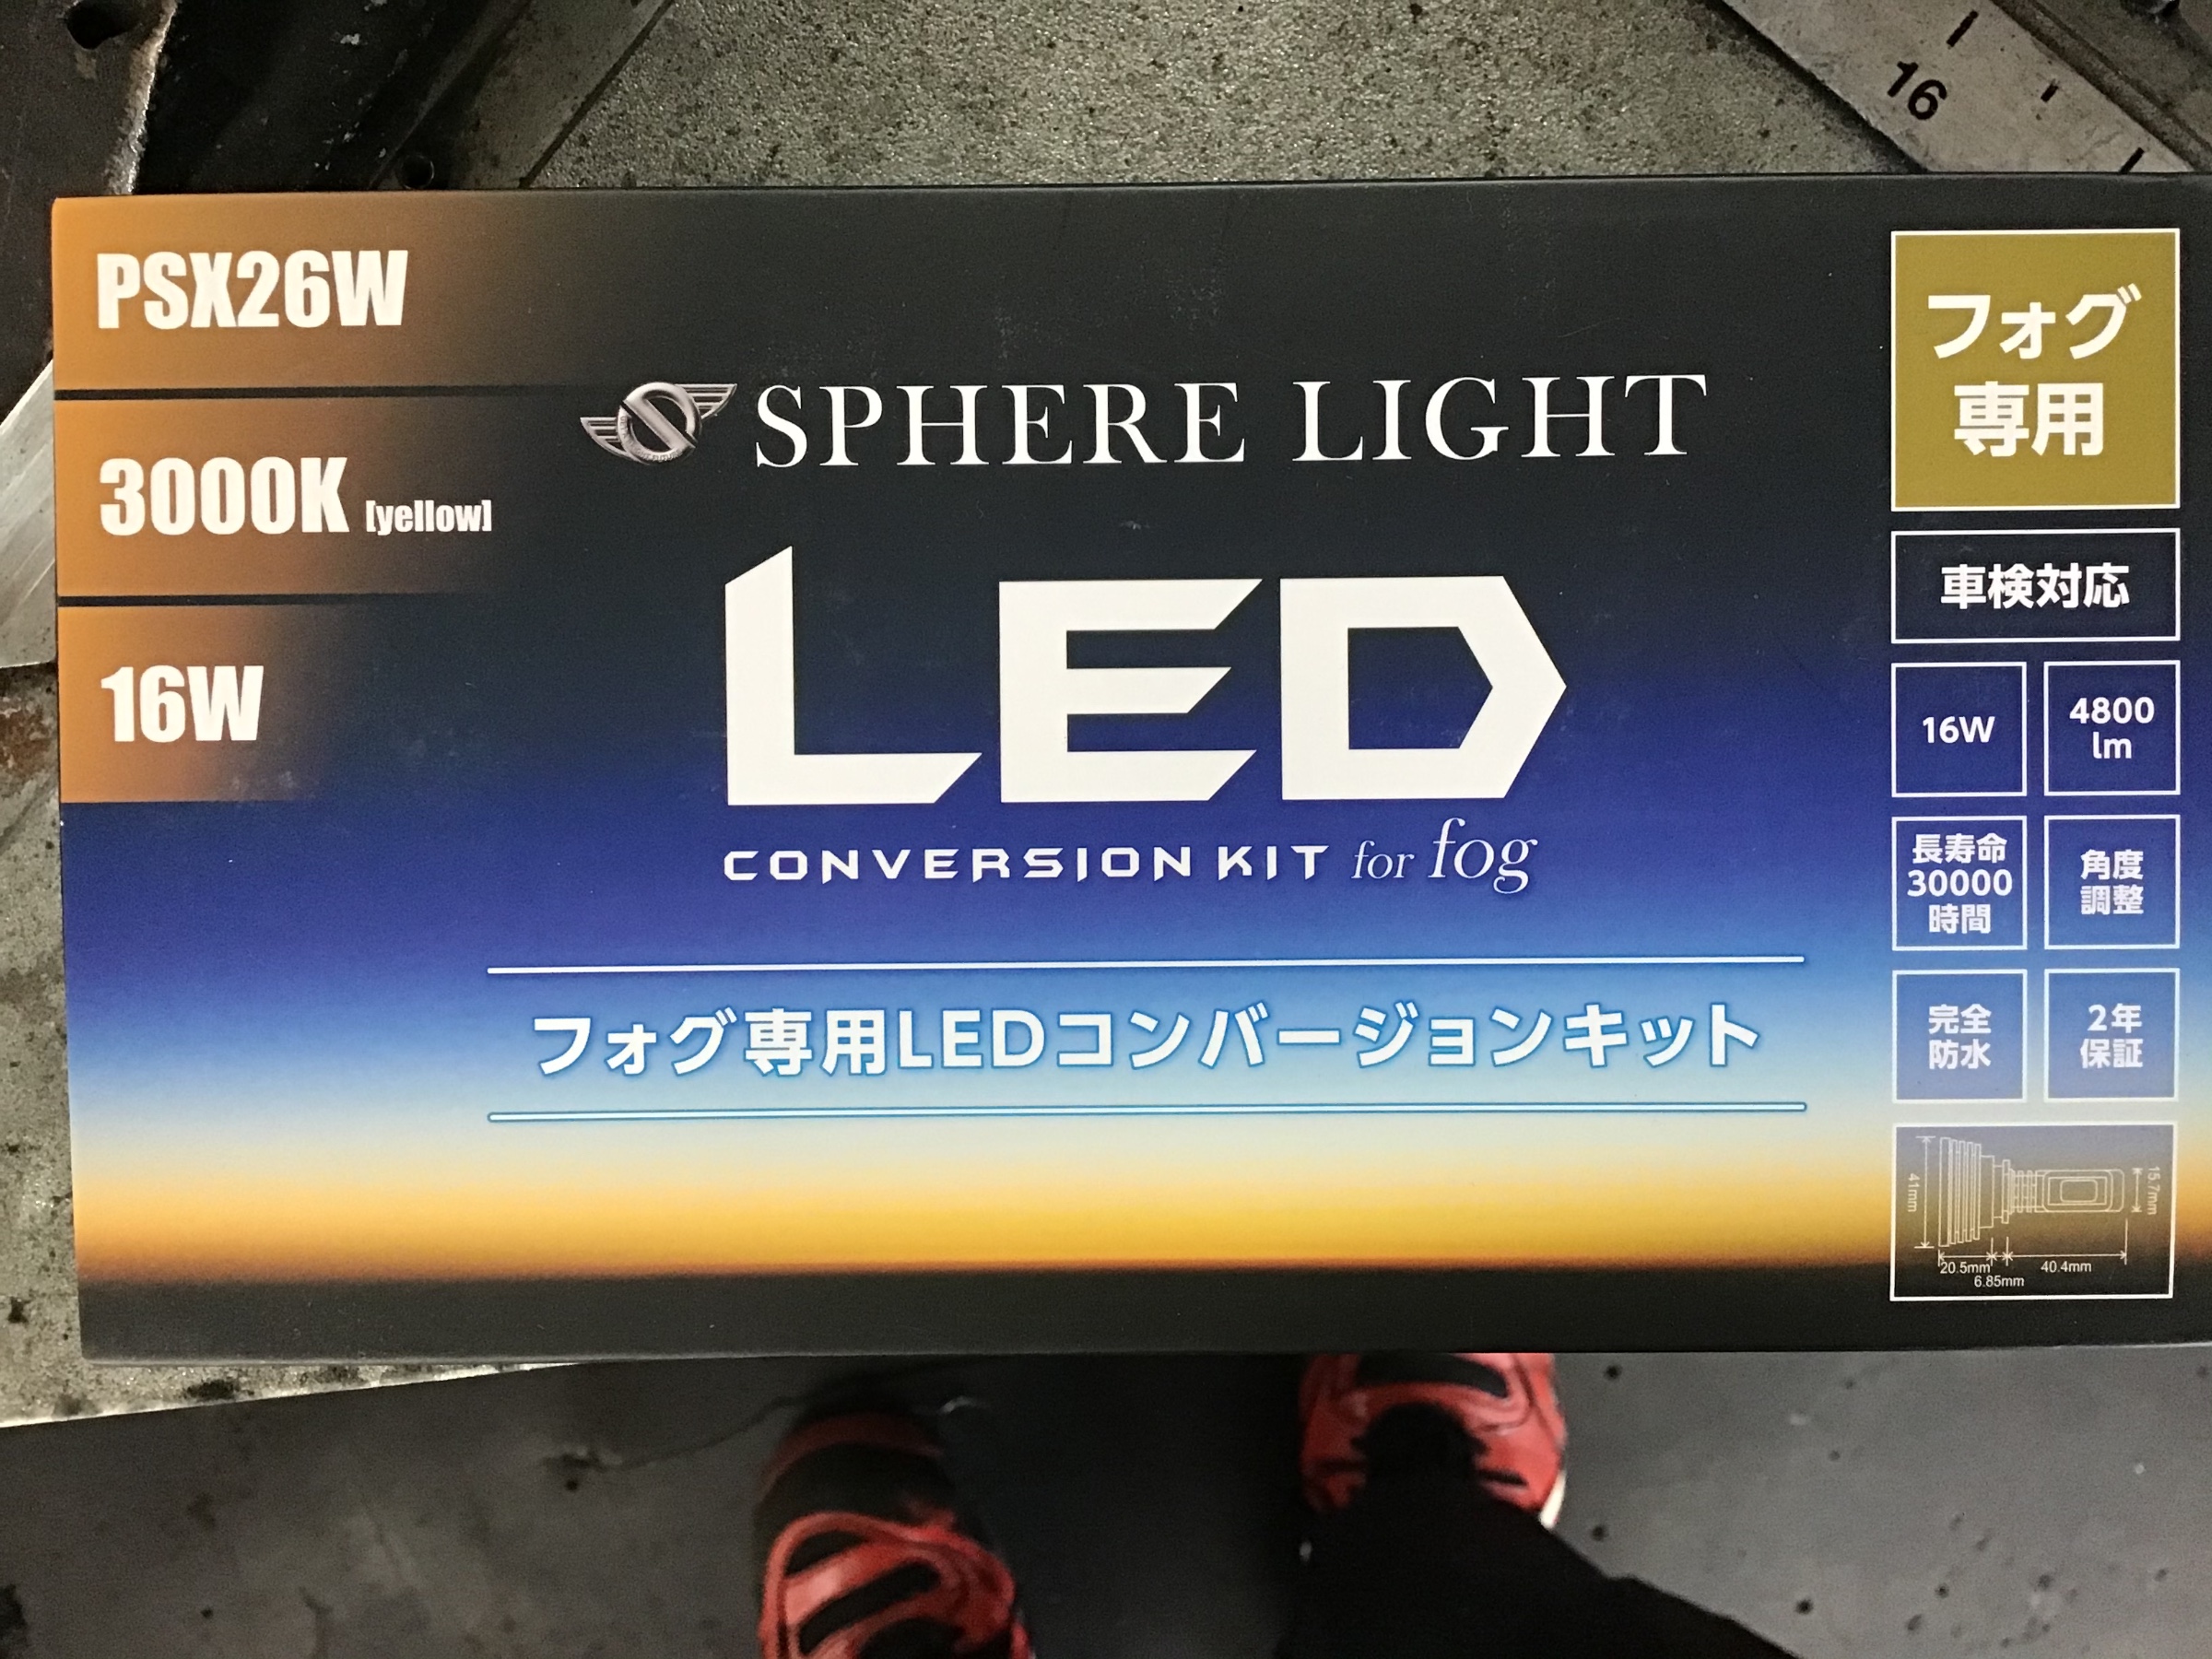 16
PSX26W
3000K [yellow]
16W
SPHERE LIGHT
LED
CONVERSION KIT for fog
フォグ専用LEDコンバージョンキット
フォグ
専用
車検対応
16W
4800
lm
長寿命
30000
時間
角度
調整
完全
防水
2年
保証
41mm
15.7mm
20.5mm
6.85mm
40.4mm